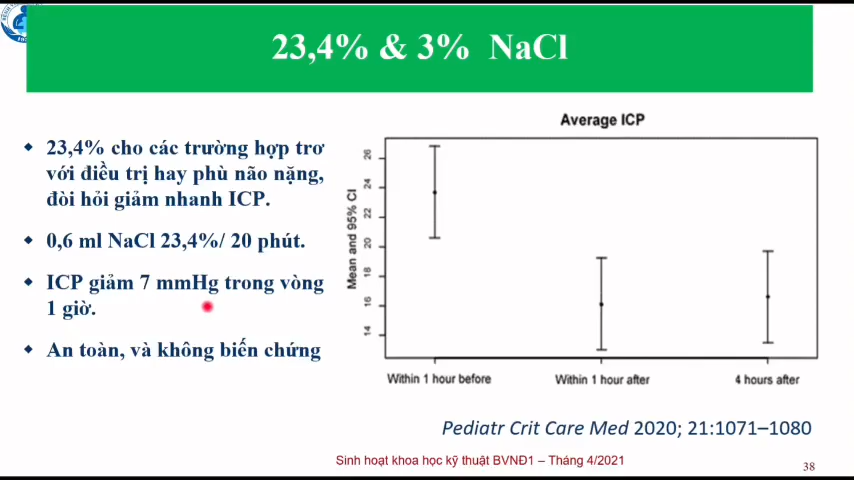 23,4% & 3% NaCl
23,4% cho các trường hợp trơ
với điều trị hay phù não nặng,
đòi hỏi giảm nhanh ICP.
0,6 ml NaCl 23,4%/ 20 phút.
ICP giảm 7 mmHg trong vòng
1 giờ.
An toàn, và không biến chứng
Average ICP
Mean and 95% CI
26
24
22
20
18
16
14
Within 1 hour before
Within 1 hour after
4 hours after
Pediatr Crit Care Med 2020; 21:1071–1080
Sinh hoạt khoa học kỹ thuật BVNĐ1 – Tháng 4/2021
38